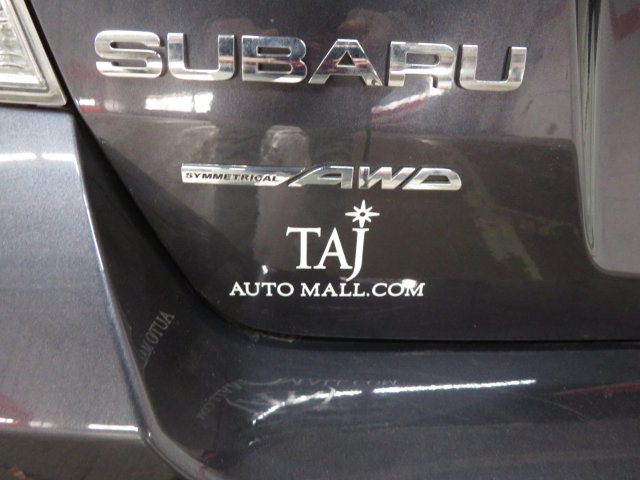 SUBARU
SYMMETRICAL AWD
TAJ
AUTO MALL.COM